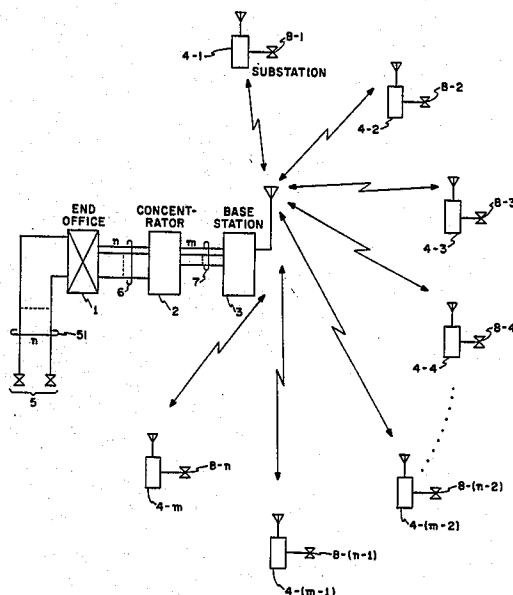 8-1
4-1
SUBSTATION
8-2
4-2
8-3
4-3
END OFFICE
CONCENT-RATOR
BASE STATION
n
m
6
7
1
2
3
n
51
5
8-4
4-4
8-n
4-m
8-(n-2)
4-(m-2)
8-(n-1)
4-(m-1)